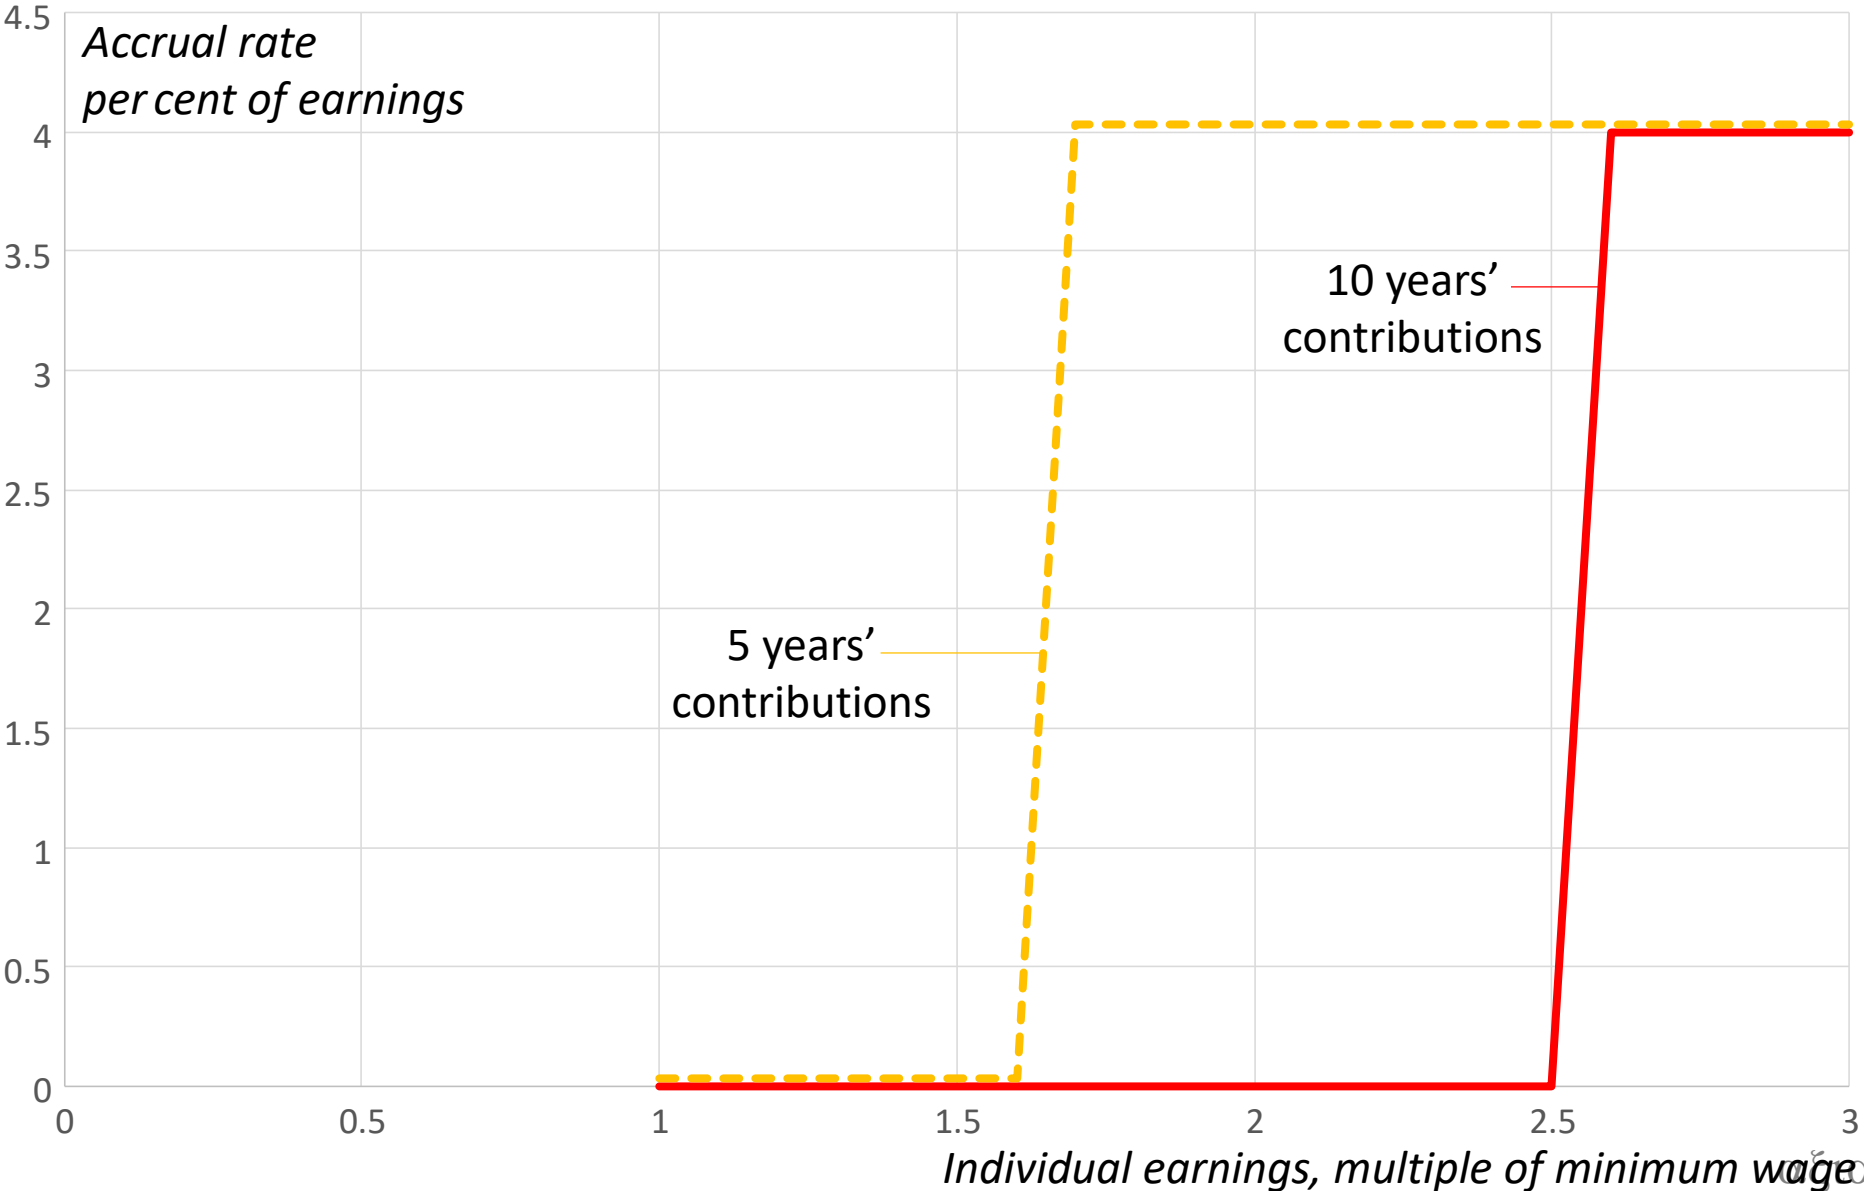 4.5
Accrual rate
per cent of earnings
4
3.5
10 years’
contributions
3
2.5
2
5 years’
contributions
1.5
1
0.5
0
0 0.5 1 1.5 2 2.5 3
Individual earnings, multiple of minimum wage